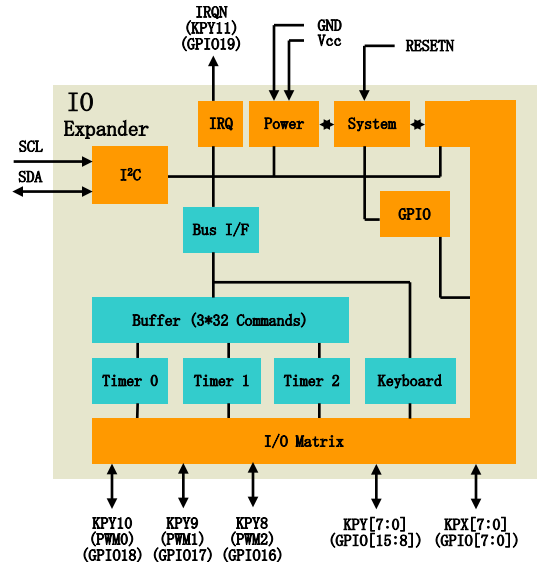 IRQN
(KPY11)
(GPIO19)
GND
Vcc
RESETN
IO
Expander
IRQ
Power
System
SCL
SDA
I²C
GPIO
Bus I/F
Buffer (3*32 Commands)
Timer 0
Timer 1
Timer 2
Keyboard
I/O Matrix
KPY10
(PWM0)
(GPIO18)
KPY9
(PWM1)
(GPIO17)
KPY8
(PWM2)
(GPIO16)
KPY[7:0]
(GPIO[15:8])
KPX[7:0]
(GPIO[7:0])